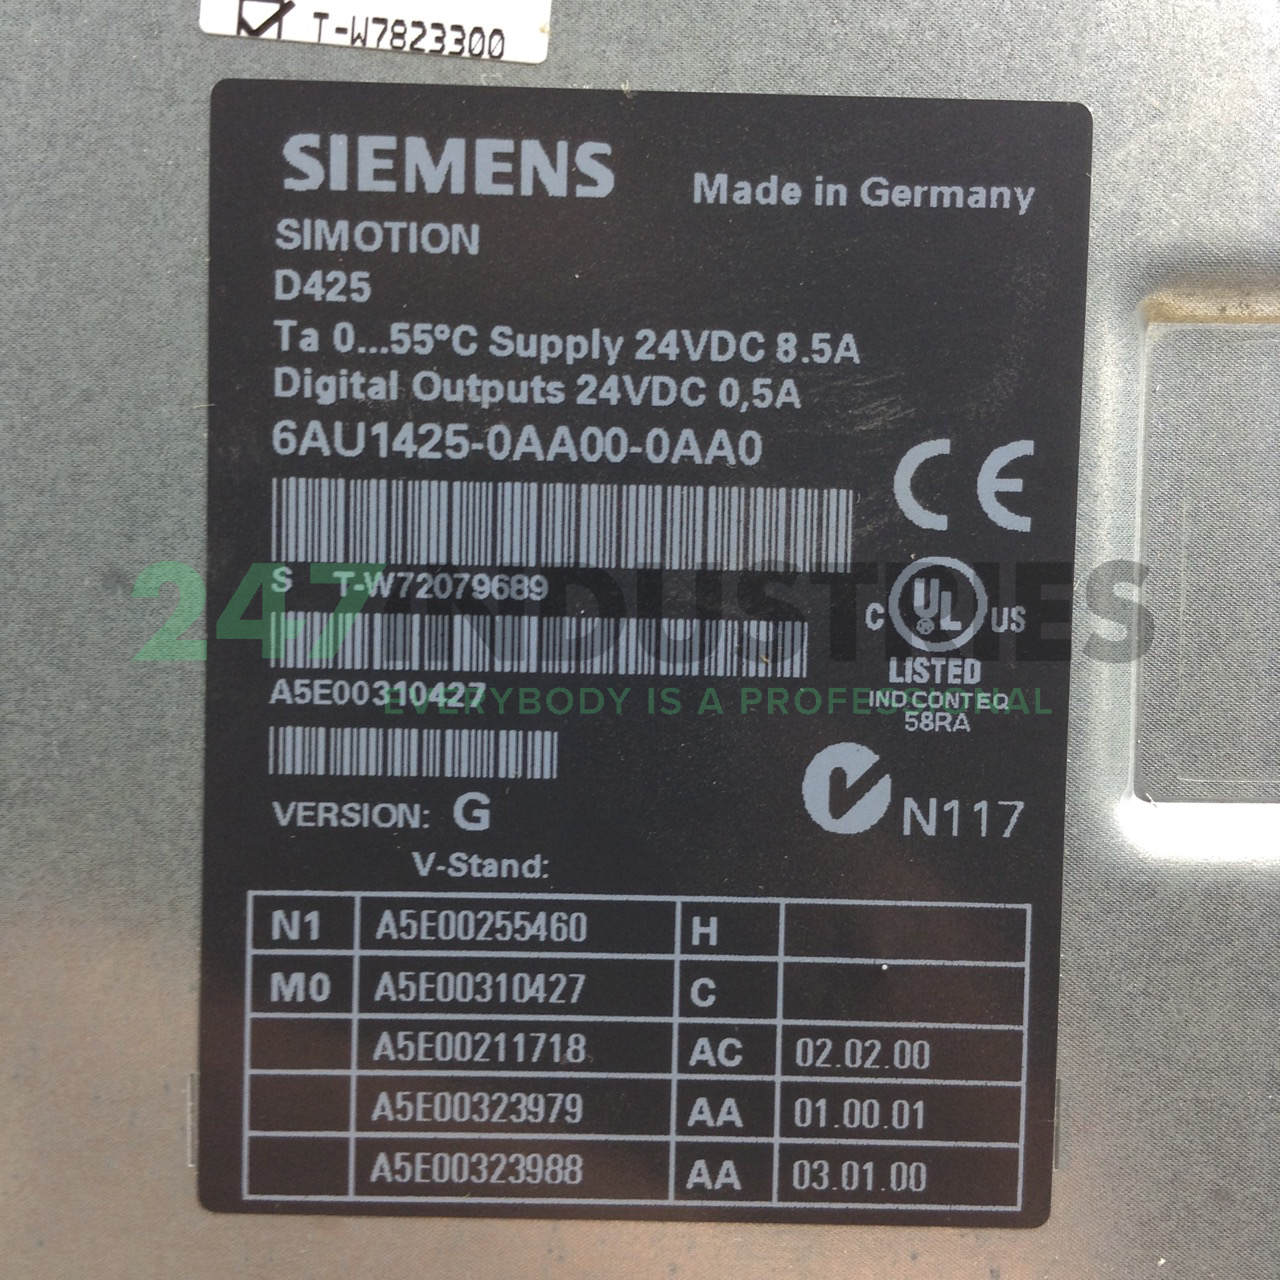 T-W7823300
SIEMENS
Made in Germany
SIMOTION
D425
Ta 0...55°C Supply 24VDC 8.5A
Digital Outputs 24VDC 0,5A
6AU1425-0AA00-0AA0
CE
S T-W72079689
247INDUSTRIES
C UL US
LISTED
A5E00310427
EVERYBODY IS A PROFESSIONAL
IND CONT EQ
58RA
VERSION: G
N117
V-Stand:
N1 A5E00255460 H
M0 A5E00310427 C
A5E00211718 AC 02.02.00
A5E00323979 AA 01.00.01
A5E00323988 AA 03.01.00